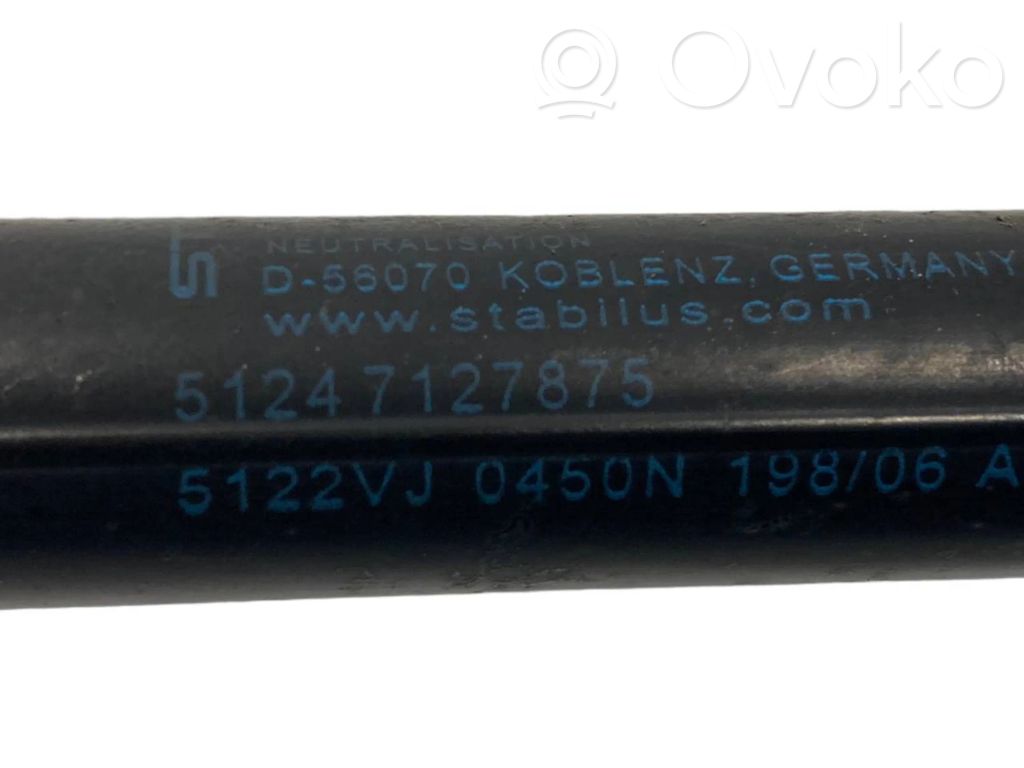 Ovoko
NEUTRALISATION
D-56070 KOBLENZ, GERMANY,
www.stabilus.com
51247127875
5122VJ 0450N 198/06 A